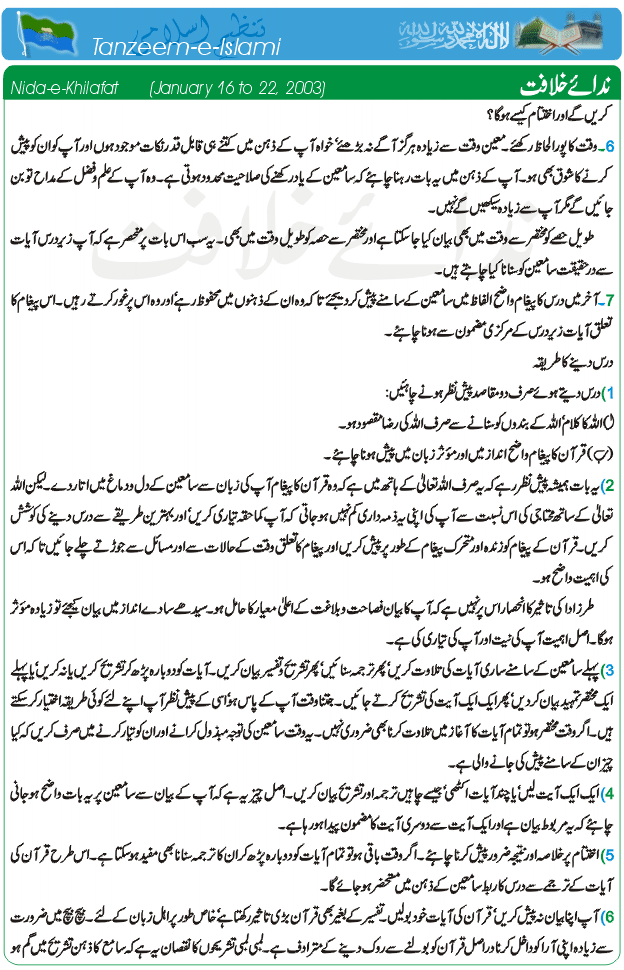 تنظیم اسلامی
Tanzeem-e-Islami
لا الہ الا اللہ محمد رسول اللہ
Nida-e-Khilafat (January 16 to 22, 2003) ندائے خلافت
کریں گے اور اختتام کیسے ہوگا؟
6۔ وقت کا پورا لحاظ رکھئے۔ معین وقت سے زیادہ ہرگز آگے نہ بڑھئے‘ خواہ آپ کے ذہن میں کتنے ہی قابل قدر نکات موجود ہوں اور آپ کو ان کو پیش
کرنے کا شوق بھی ہو۔ آپ کے ذہن میں یہ بات رہنا چاہئے کہ سامعین کے یاد رکھنے کی صلاحیت محدود ہوتی ہے۔ وہ آپ کے علم و فضل کے مداح تو بن
جائیں گے مگر آپ سے زیادہ سیکھیں گے نہیں۔
طویل حصے کو مختصر سے وقت میں بھی بیان کیا جا سکتا ہے اور مختصر سے حصہ کو طویل وقت میں بھی۔ یہ سب اس بات پر منحصر ہے کہ آپ زیر درس آیات
سے درحقیقت سامعین کو سنانا کیا چاہتے ہیں۔
7۔ آخر میں درس کا پیغام واضح الفاظ میں سامعین کے سامنے پیش کر دیجئے تاکہ وہ ان کے ذہنوں میں محفوظ رہے‘ اور وہ اس پر غور کرتے رہیں۔ اس پیغام کا
تعلق آیات زیر درس کے مرکزی مضمون سے ہونا چاہئے۔
درس دینے کا طریقہ
1) درس دیتے ہوئے صرف دو مقاصد پیش نظر ہونے چاہئیں:
(ا) اللہ کا کلام‘ اللہ کے بندوں کو سنانے سے صرف اللہ کی رضا مقصود ہو۔
(ب) قرآن کا پیغام واضح انداز میں اور مؤثر زبان میں پیش ہونا چاہئے۔
2) یہ بات ہمیشہ پیش نظر رہے کہ یہ صرف اللہ تعالیٰ کے ہاتھ میں ہے کہ وہ قرآن کا پیغام آپ کی زبان سے سامعین کے دل و دماغ میں اتار دے۔ لیکن اللہ
تعالیٰ کے ساتھ محتاجی کی اس نسبت سے آپ کی اپنی یہ ذمہ داری کم نہیں ہو جاتی کہ آپ کماحقہ تیاری کریں‘ اور بہترین طریقے سے درس دینے کی کوشش
کریں۔ قرآن کے پیغام کو زندہ اور متحرک پیغام کے طور پر پیش کریں اور پیغام کا تعلق وقت کے حالات سے اور مسائل سے جوڑتے چلے جائیں تاکہ اس
کی اہمیت واضح ہو۔
طرز ادا کی تاثیر کا انحصار اس پر نہیں ہے کہ آپ کا بیان فصاحت و بلاغت کے اعلیٰ معیار کا حامل ہو۔ سیدھے سادے انداز میں بیان کیجئے تو زیادہ مؤثر
ہوگا۔ اصل اہمیت آپ کی نیت اور آپ کی تیاری کی ہے۔
3) پہلے سامعین کے سامنے ساری آیات کی تلاوت کریں‘ پھر ترجمہ سنائیں‘ پھر تشریح تفسیر بیان کریں۔ آیات کو دوبارہ پڑھ کر تشریح کریں یا نہ کریں‘ یا پہلے
ایک مختصر تمہید بیان کر دیں‘ پھر ایک ایک آیت کی تشریح کرتے جائیں۔ جتنا وقت آپ کے پاس ہو‘ اسی کے پیش نظر آپ اپنے لئے کوئی طریقہ اختیار کر سکتے
ہیں۔ اگر وقت مختصر ہو تو تمام آیات کا آغاز میں تلاوت کرنا بھی ضروری نہیں۔ یہ وقت سامعین کی توجہ مبذول کرانے اور ان کو تیار کرنے میں صرف کریں کہ کیا
چیز ان کے سامنے پیش کی جانے والی ہے۔
4) ایک ایک آیت لیں‘ یا چند آیات اکٹھی‘ جیسے چاہیں ترجمہ اور تشریح بیان کریں۔ اصل چیز یہ ہے کہ آپ کے بیان سے سامعین پر یہ بات واضح ہو جانی
چاہئے کہ یہ مربوط بیان ہے اور ایک آیت سے دوسری آیت کا مضمون پیدا ہو رہا ہے۔
5) اختتام پر خلاصہ اور نتیجہ ضرور پیش کرنا چاہئے۔ اگر وقت باقی ہو تو تمام آیات کو دوبارہ پڑھ کر ان کا ترجمہ سنانا بھی مفید ہو سکتا ہے۔ اس طرح قرآن کی
آیات کے ترجمے سے درس کا ربط سامعین کے ذہن میں مستحضر ہو جائے گا۔
6) آپ اپنا بیان نہ پیش کریں‘ قرآن کی آیات خود بولیں۔ تفسیر کے بغیر بھی قرآن بڑی تاثیر رکھتا ہے‘ خاص طور پر اہل زبان کے لئے۔ بیچ بیچ میں ضرورت
سے زیادہ اپنی آرا کو داخل کرنا دراصل قرآن کو بولنے سے روک دینے کے مترادف ہے۔ لمبی لمبی تشریحوں کا نقصان یہ ہے کہ سامع کا ذہن تشریح میں گم ہو